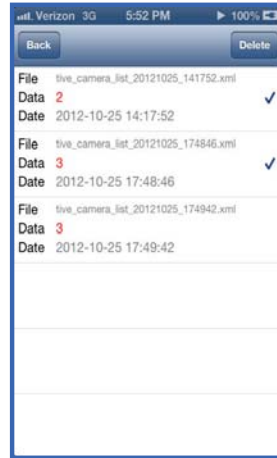 Verizon 3G 5:52 PM 100%
Back Delete
File tive_camera_list_20121025_141752.xml
Data 2
Date 2012-10-25 14:17:52
File tive_camera_list_20121025_174846.xml
Data 3
Date 2012-10-25 17:48:46
File tive_camera_list_20121025_174942.xml
Data 3
Date 2012-10-25 17:49:42